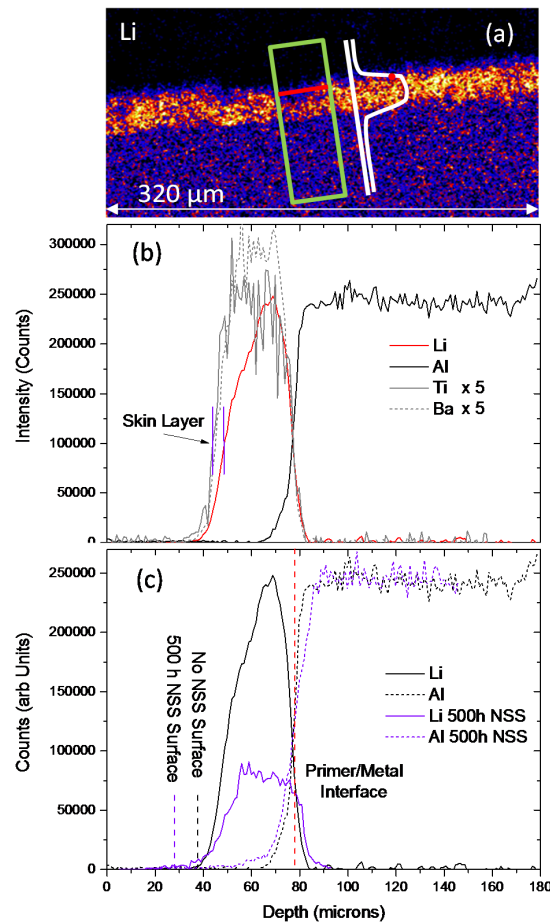 Li
(a)
320 µm
(b)
300000
250000
200000
150000
100000
50000
0
Intensity (Counts)
Skin Layer
Li
Al
Ti x 5
Ba x 5
(c)
250000
200000
150000
100000
50000
0
Counts (arb Units)
500 h NSS Surface
No NSS Surface
Li
Al
Li 500h NSS
Al 500h NSS
Primer/Metal
Interface
0 20 40 60 80 100 120 140 160 180
Depth (microns)